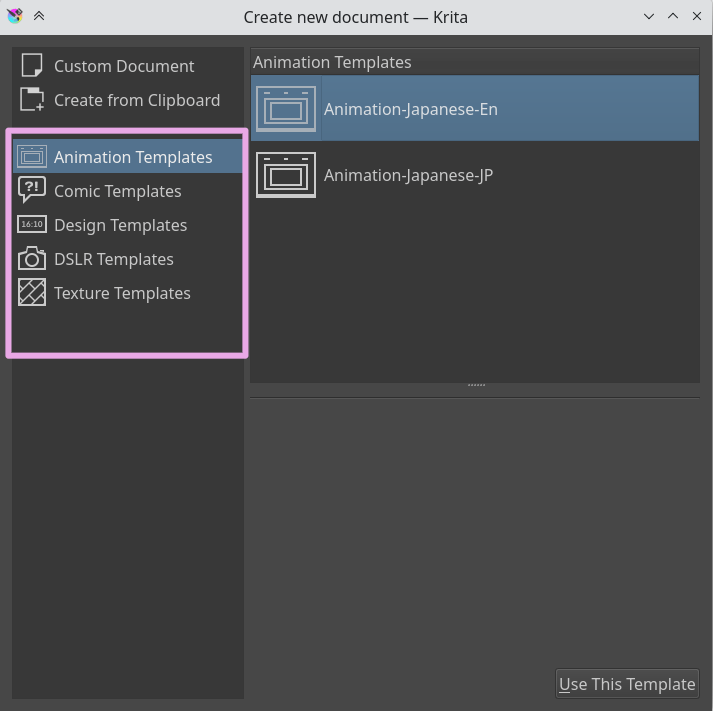 Create new document — Krita
Custom Document
Create from Clipboard
Animation Templates
?! Comic Templates
16:10 Design Templates
DSLR Templates
Texture Templates
Animation Templates
Animation-Japanese-En
Animation-Japanese-JP
Use This Template